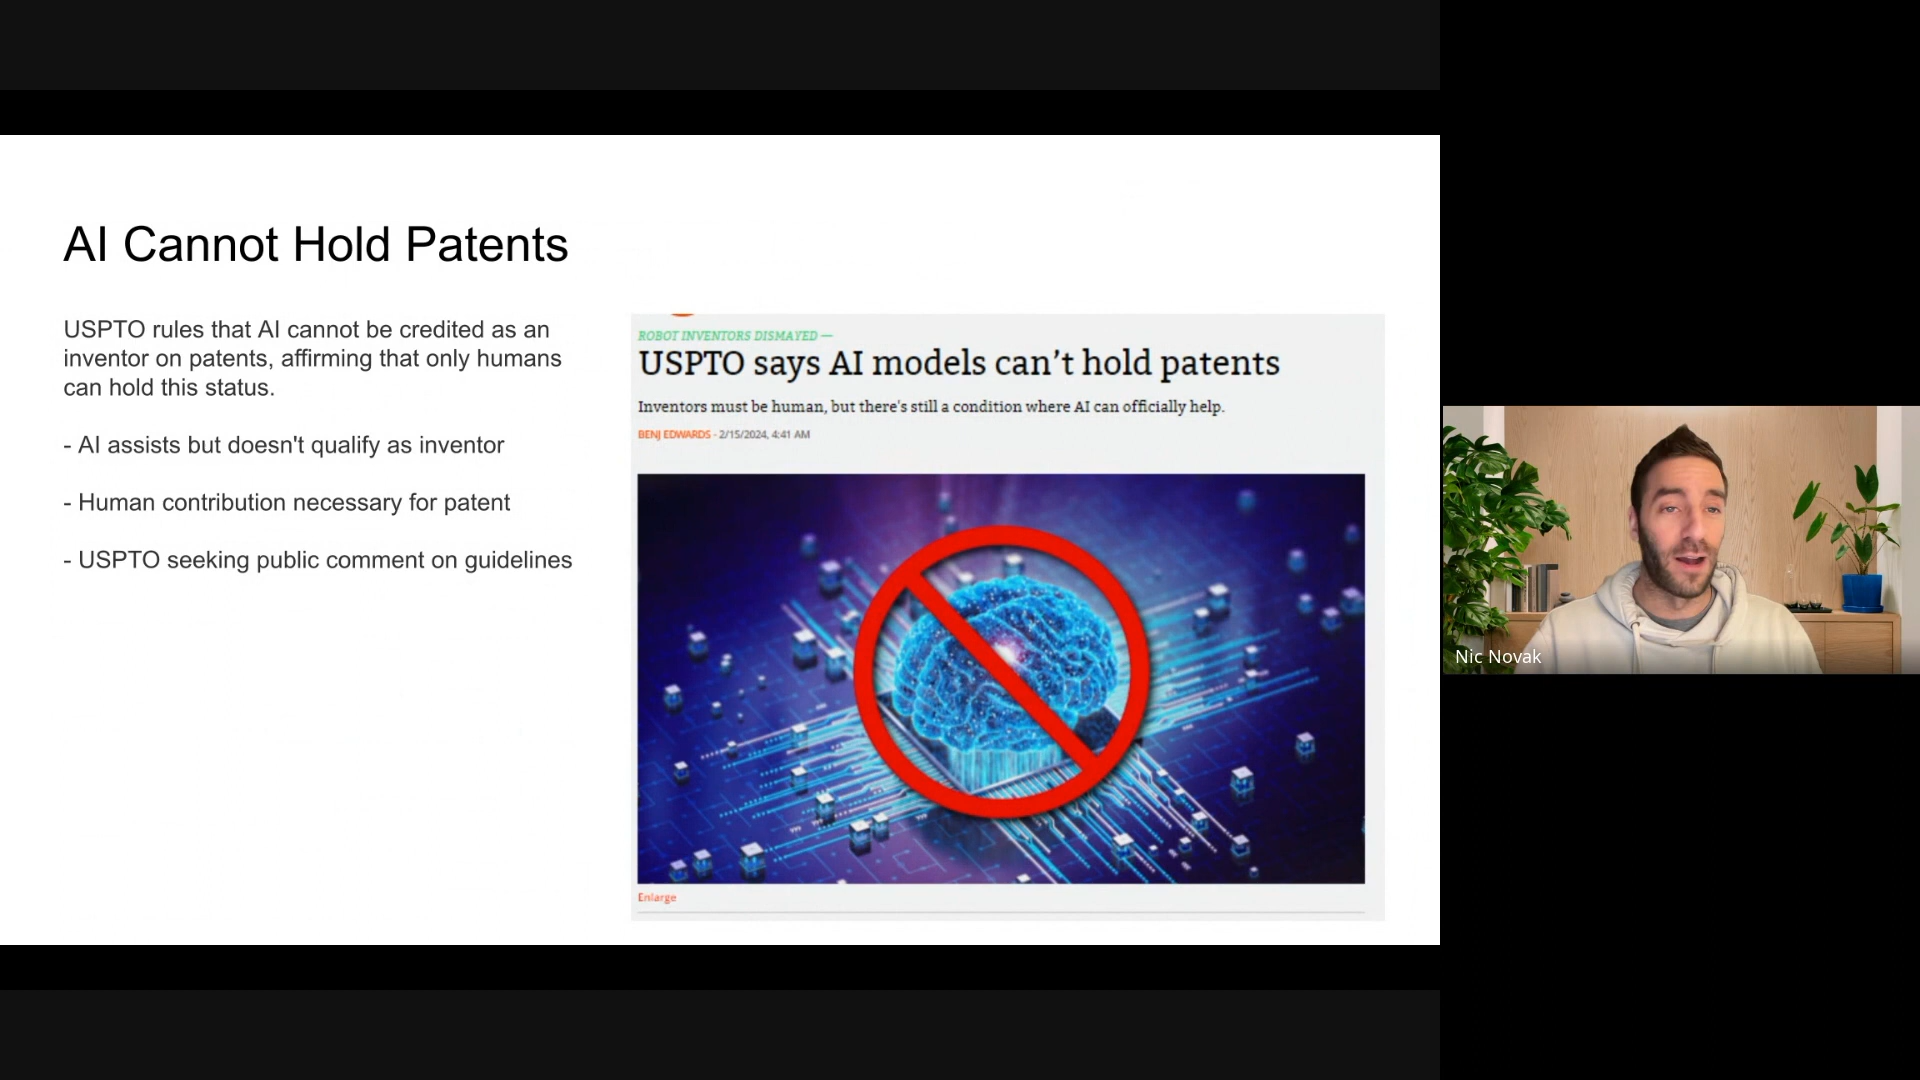 AI Cannot Hold Patents
USPTO rules that AI cannot be credited as an
inventor on patents, affirming that only humans
can hold this status.
- AI assists but doesn't qualify as inventor
- Human contribution necessary for patent
- USPTO seeking public comment on guidelines
ROBOT INVENTORS DISMAYED —
USPTO says AI models can’t hold patents
Inventors must be human, but there's still a condition where AI can officially help.
BENJ EDWARDS - 2/15/2024, 4:41 AM
Enlarge
Nic Novak